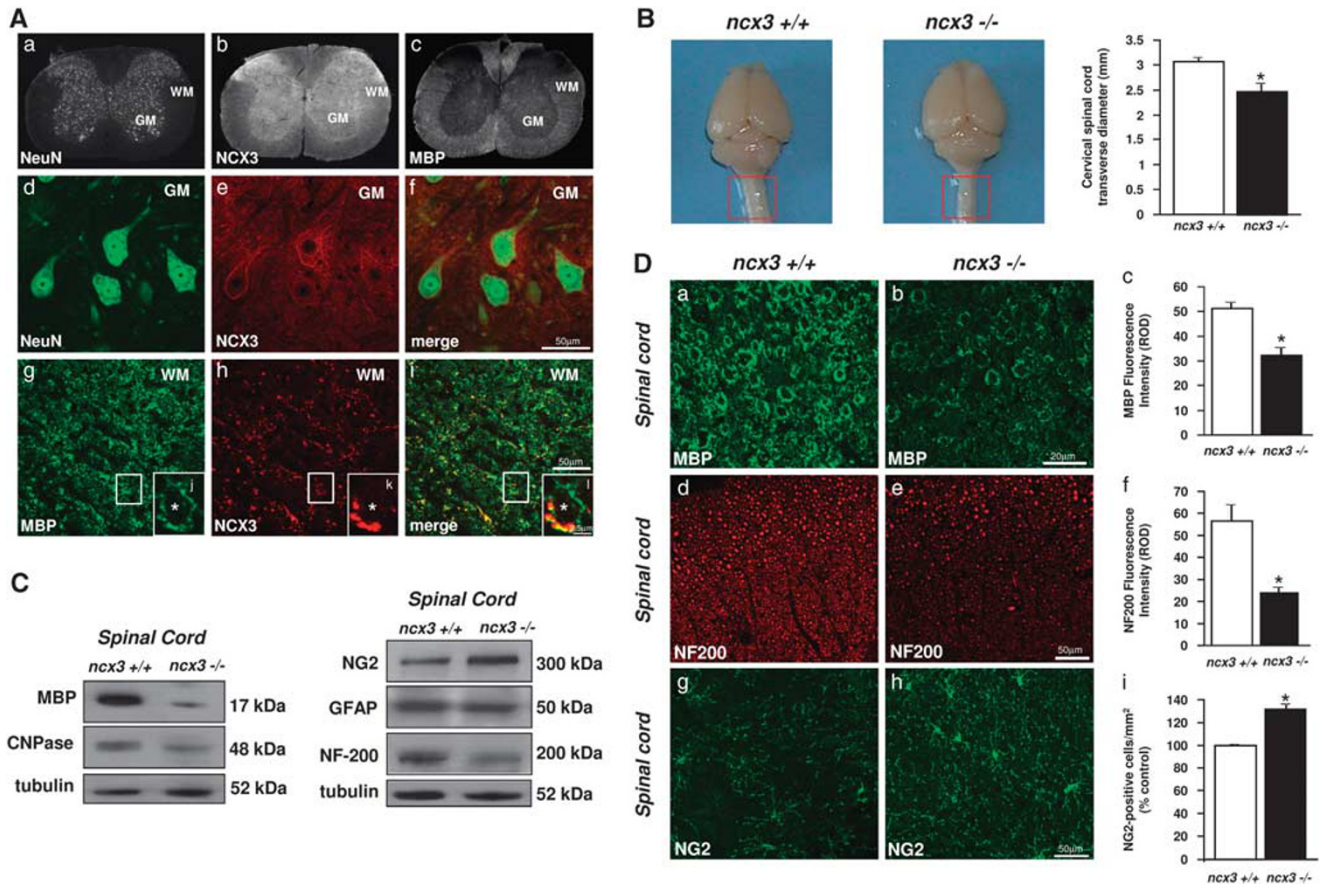 A
a
NeuN
WM
GM
b
NCX3
WM
GM
c
MBP
WM
GM
d
GM
NeuN
e
GM
NCX3
f
GM
merge
50µm
g
WM
MBP
j
*
h
WM
NCX3
k
*
i
WM
50µm
merge
l
*
5µm
B
ncx3 +/+
ncx3 -/-
Cervical spinal cord
transverse diameter (mm)
3.5
3
2.5
2
1.5
1
0.5
0
*
ncx3 +/+
ncx3 -/-
C
Spinal Cord
ncx3 +/+
ncx3 -/-
MBP
17 kDa
CNPase
48 kDa
tubulin
52 kDa
Spinal Cord
ncx3 +/+
ncx3 -/-
NG2
300 kDa
GFAP
50 kDa
NF-200
200 kDa
tubulin
52 kDa
D
ncx3 +/+
ncx3 -/-
Spinal cord
a
MBP
b
MBP
20µm
c
MBP Fluorescence
Intensity (ROD)
60
50
40
30
20
10
0
*
ncx3 +/+
ncx3 -/-
Spinal cord
d
NF200
e
NF200
50µm
f
NF200 Fluorescence
Intensity (ROD)
70
60
50
40
30
20
10
0
*
ncx3 +/+
ncx3 -/-
Spinal cord
g
NG2
h
NG2
50µm
i
NG2-positive cells/mm²
(% control)
140
120
100
80
60
40
20
0
*
ncx3 +/+
ncx3 -/-